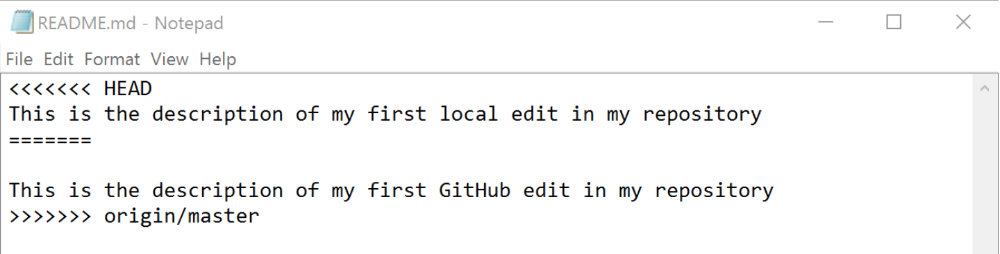 README.md - Notepad
File Edit Format View Help
<<<<<<< HEAD
This is the description of my first local edit in my repository
=======
This is the description of my first GitHub edit in my repository
>>>>>>> origin/master